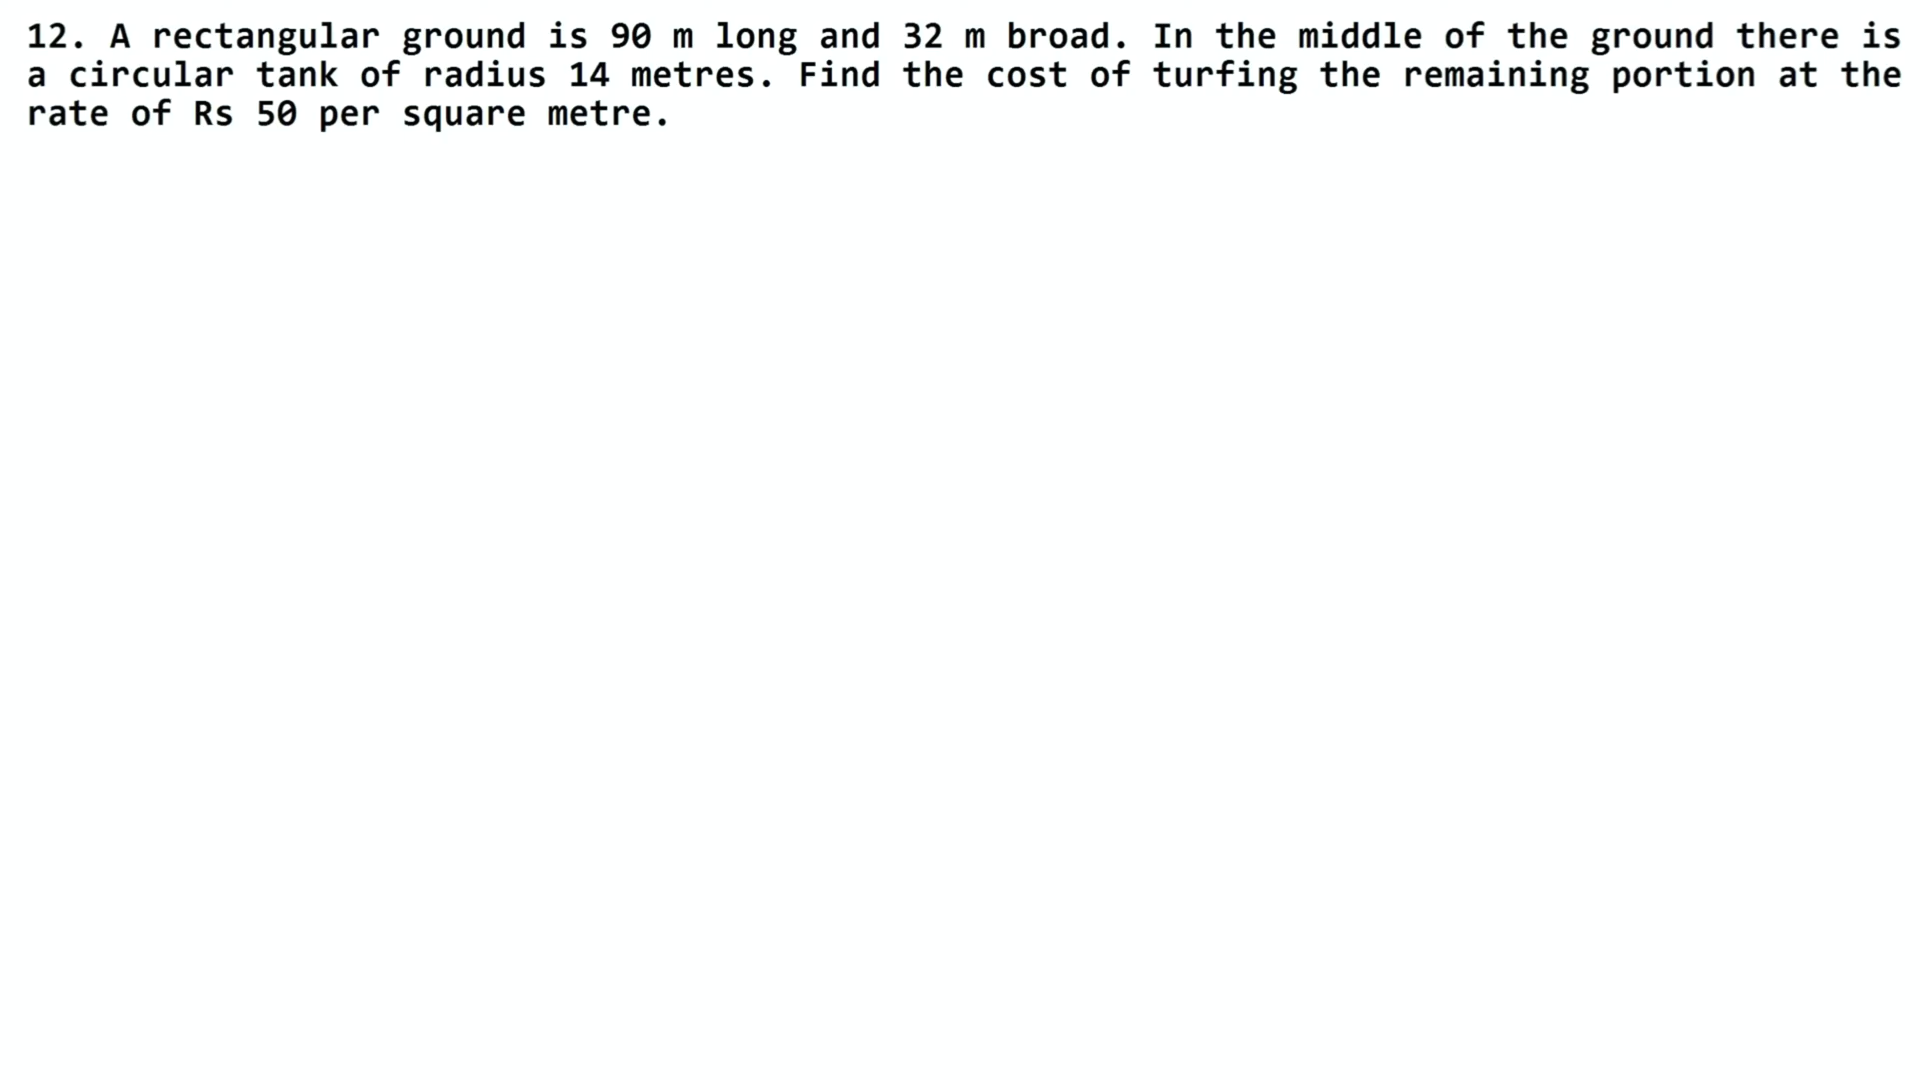 12. A rectangular ground is 90 m long and 32 m broad. In the middle of the ground there is
a circular tank of radius 14 metres. Find the cost of turfing the remaining portion at the
rate of Rs 50 per square metre.